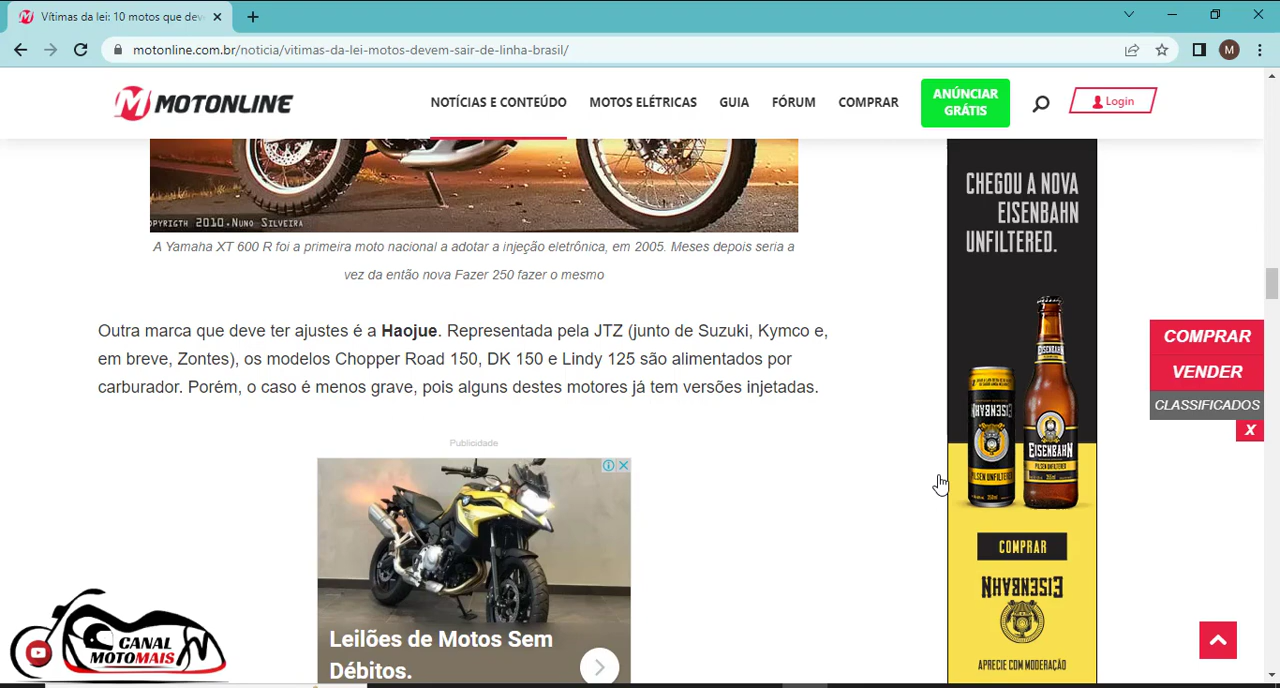 Vítimas da lei: 10 motos que dev
motonline.com.br/noticia/vitimas-da-lei-motos-devem-sair-de-linha-brasil/
M
MOTONLINE
NOTÍCIAS E CONTEÚDO
MOTOS ELÉTRICAS
GUIA
FÓRUM
COMPRAR
ANÚNCIAR
GRÁTIS
Login
OPYRIGTH 2010.NUNO SILVEIRA
A Yamaha XT 600 R foi a primeira moto nacional a adotar a injeção eletrônica, em 2005. Meses depois seria a
vez da então nova Fazer 250 fazer o mesmo
Outra marca que deve ter ajustes é a Haojue. Representada pela JTZ (junto de Suzuki, Kymco e,
em breve, Zontes), os modelos Chopper Road 150, DK 150 e Lindy 125 são alimentados por
carburador. Porém, o caso é menos grave, pois alguns destes motores já tem versões injetadas.
Publicidade
Leilões de Motos Sem
Débitos.
CHEGOU A NOVA
EISENBAHN
UNFILTERED.
EISENBAHN
PILSEN UNFILTERED
EISENBAHN
PILSEN UNFILTERED
COMPRAR
EISENBAHN
APRECIE COM MODERAÇÃO
COMPRAR
VENDER
CLASSIFICADOS
X
CANAL
MOTOMAIS